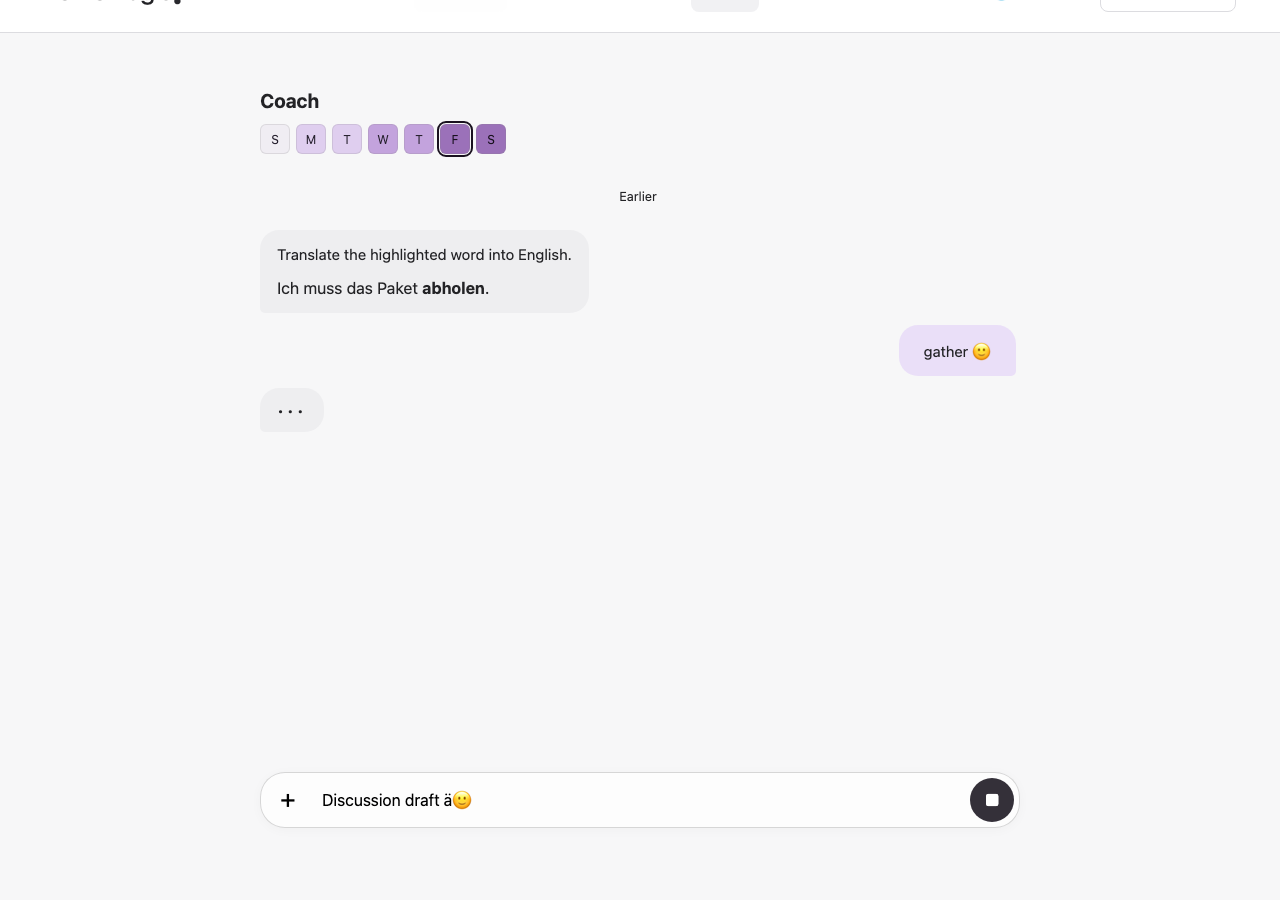 Coach
S M T W T F S
Earlier
Translate the highlighted word into English.
Ich muss das Paket abholen.
gather 🙂
...
+ Discussion draft ä🙂